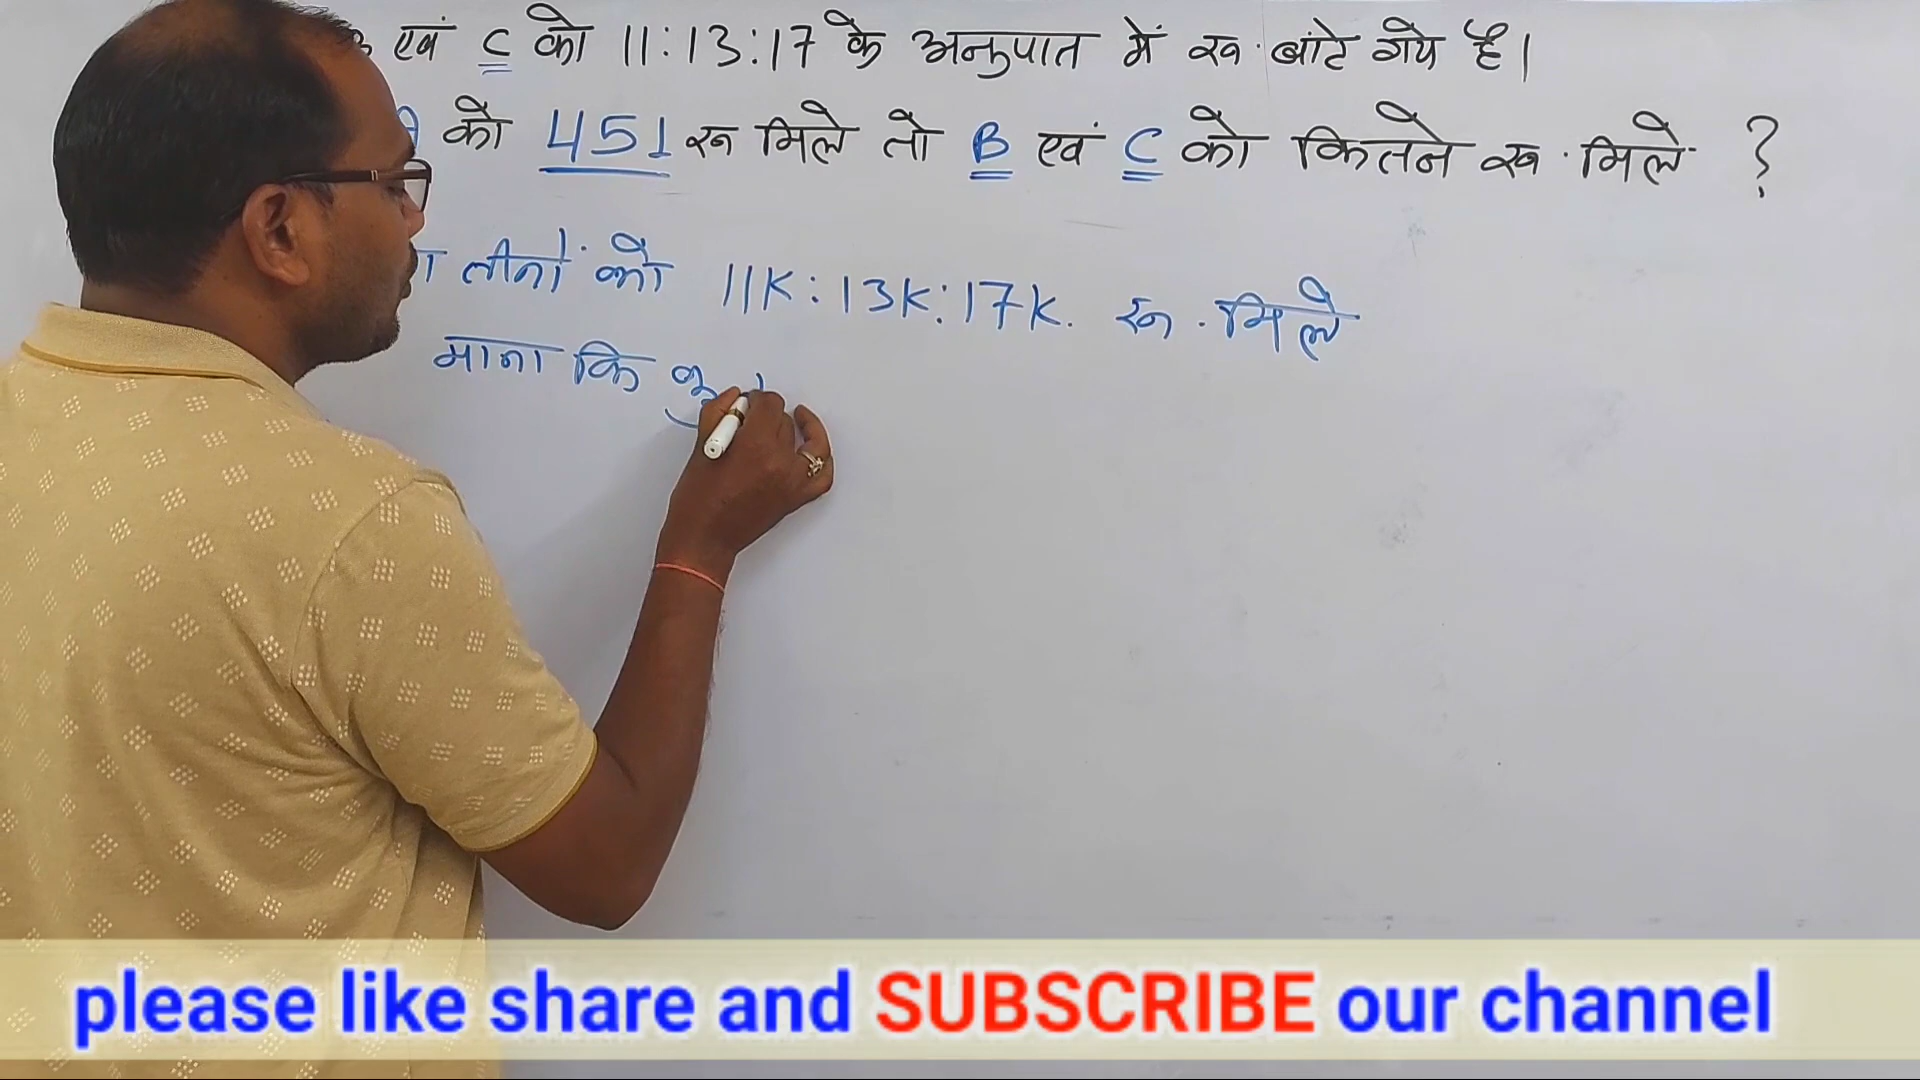 एवं C को 11:13:17 के अनुपात में रू. बांटे गये है।
को 451 रू मिले तो B एवं C को कितने रू. मिले ?
तीनों को 11K:13K:17K. रू. मिले
माना कि
please like share and SUBSCRIBE our channel